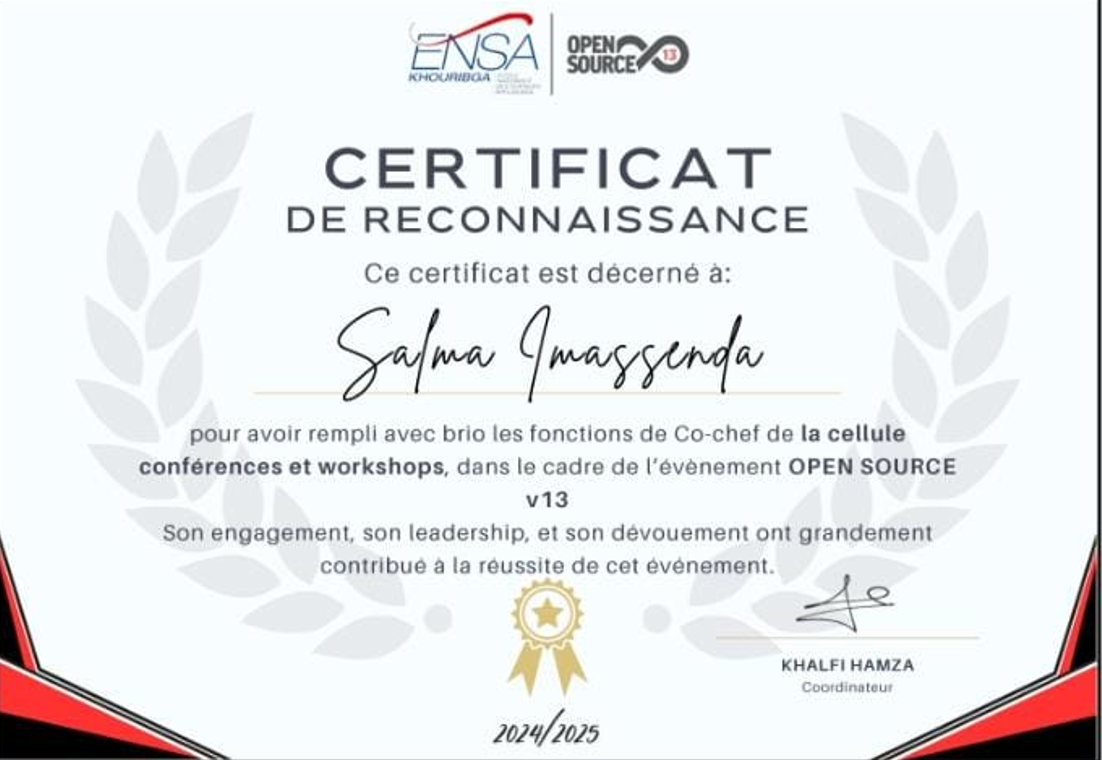 ENSA
KHOURIBGA
OPEN
SOURCE 13
CERTIFICAT
DE RECONNAISSANCE
Ce certificat est décerné à:
Salma Imassenda
pour avoir rempli avec brio les fonctions de Co-chef de la cellule
conférences et workshops, dans le cadre de l'évènement OPEN SOURCE
v13
Son engagement, son leadership, et son dévouement ont grandement
contribué à la réussite de cet événement.
KHALFI HAMZA
Coordinateur
2024/2025